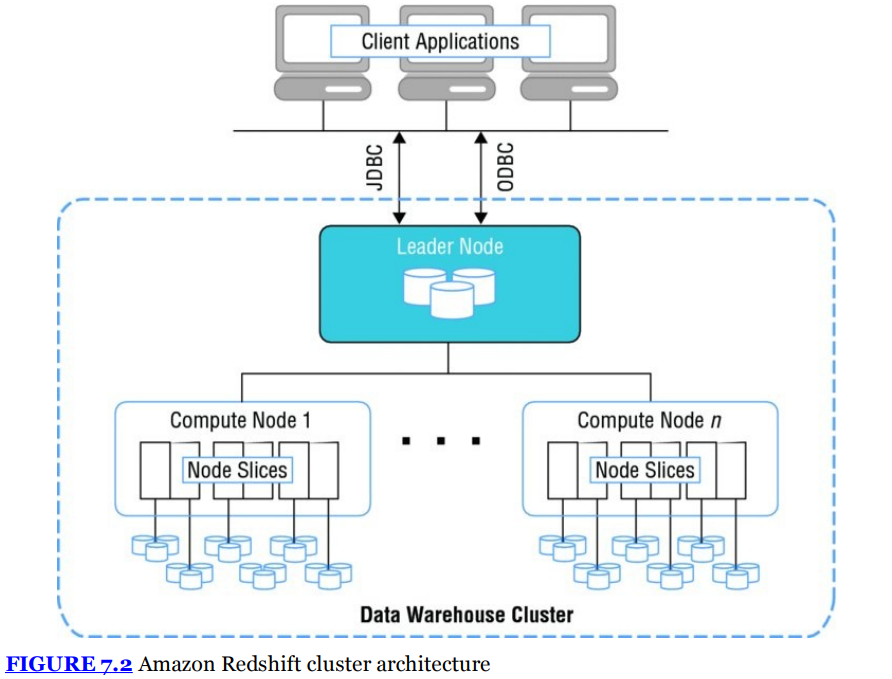 Client Applications
JDBC
ODBC
Leader Node
Compute Node 1
Node Slices
Compute Node n
Node Slices
Data Warehouse Cluster
FIGURE 7.2 Amazon Redshift cluster architecture